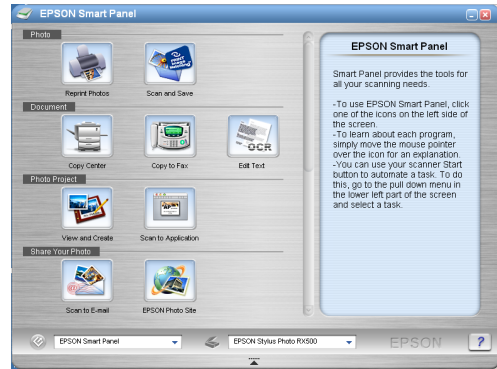 EPSON Smart Panel
Photo
Reprint Photos
Scan and Save
Document
Copy Center
Copy to Fax
OCR
Edit Text
Photo Project
View and Create
Scan to Application
Share Your Photo
Scan to E-mail
EPSON Photo Site
EPSON Smart Panel
Smart Panel provides the tools for
all your scanning needs.
-To use EPSON Smart Panel, click
one of the icons on the left side of
the screen.
-To learn about each program,
simply move the mouse pointer
over the icon for an explanation.
-You can use your scanner Start
button to automate a task. To do
this, go to the pull down menu in
the lower left part of the screen
and select a task.
EPSON Smart Panel
EPSON Stylus Photo RX500
EPSON
?